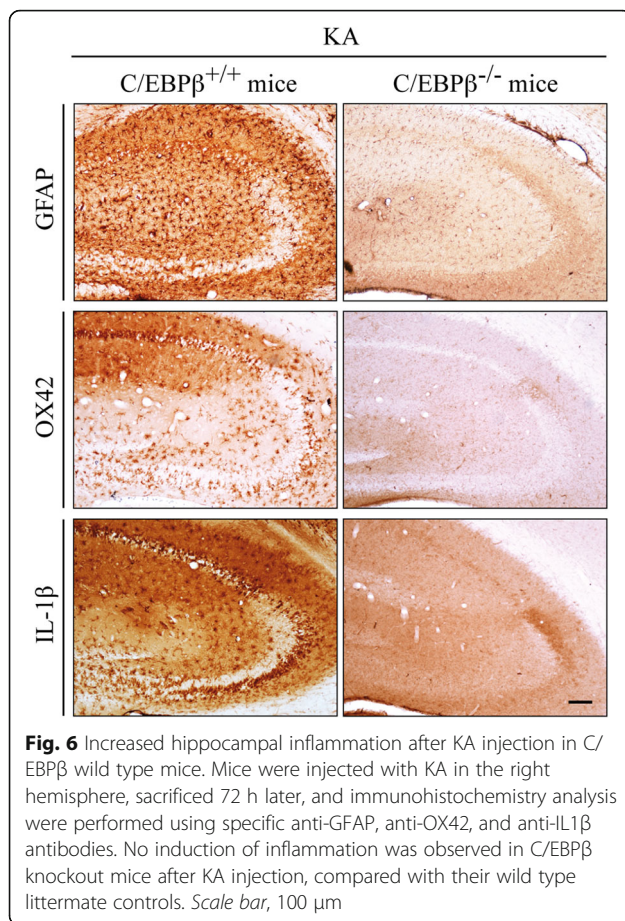 KA
C/EBPβ+/+ mice C/EBPβ-/- mice
GFAP
OX42
IL-1β
Fig. 6 Increased hippocampal inflammation after KA injection in C/
EBPβ wild type mice. Mice were injected with KA in the right
hemisphere, sacrificed 72 h later, and immunohistochemistry analysis
were performed using specific anti-GFAP, anti-OX42, and anti-IL1β
antibodies. No induction of inflammation was observed in C/EBPβ
knockout mice after KA injection, compared with their wild type
littermate controls. Scale bar, 100 μm